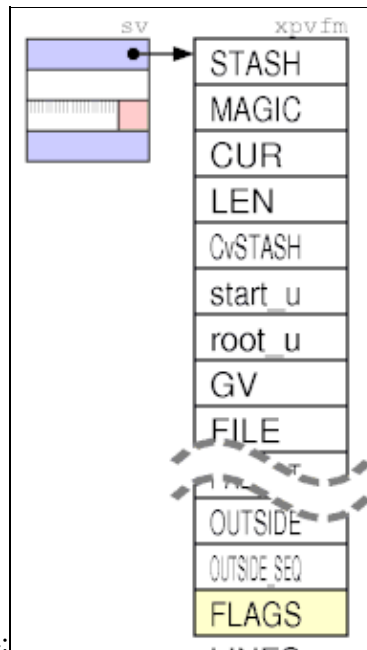 sv
xpvfm
STASH
MAGIC
CUR
LEN
CvSTASH
start_u
root_u
GV
FILE
OUTSIDE
OUTSIDE_SEQ
FLAGS